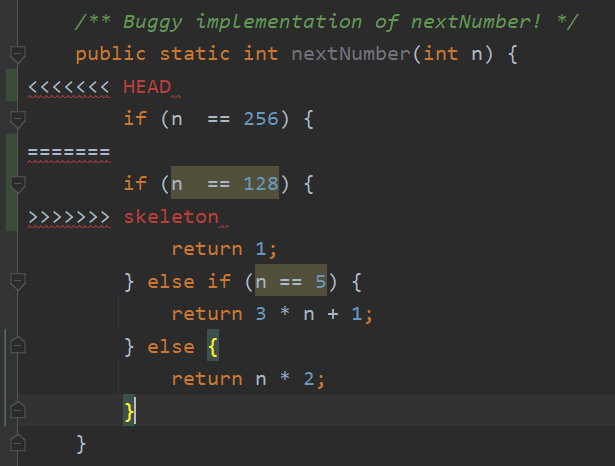 /** Buggy implementation of nextNumber! */
public static int nextNumber(int n) {
<<<<<<< HEAD
if (n  == 256) {
=======
if (n  == 128) {
>>>>>>> skeleton
return 1;
} else if (n == 5) {
return 3 * n + 1;
} else {
return n * 2;
}
}